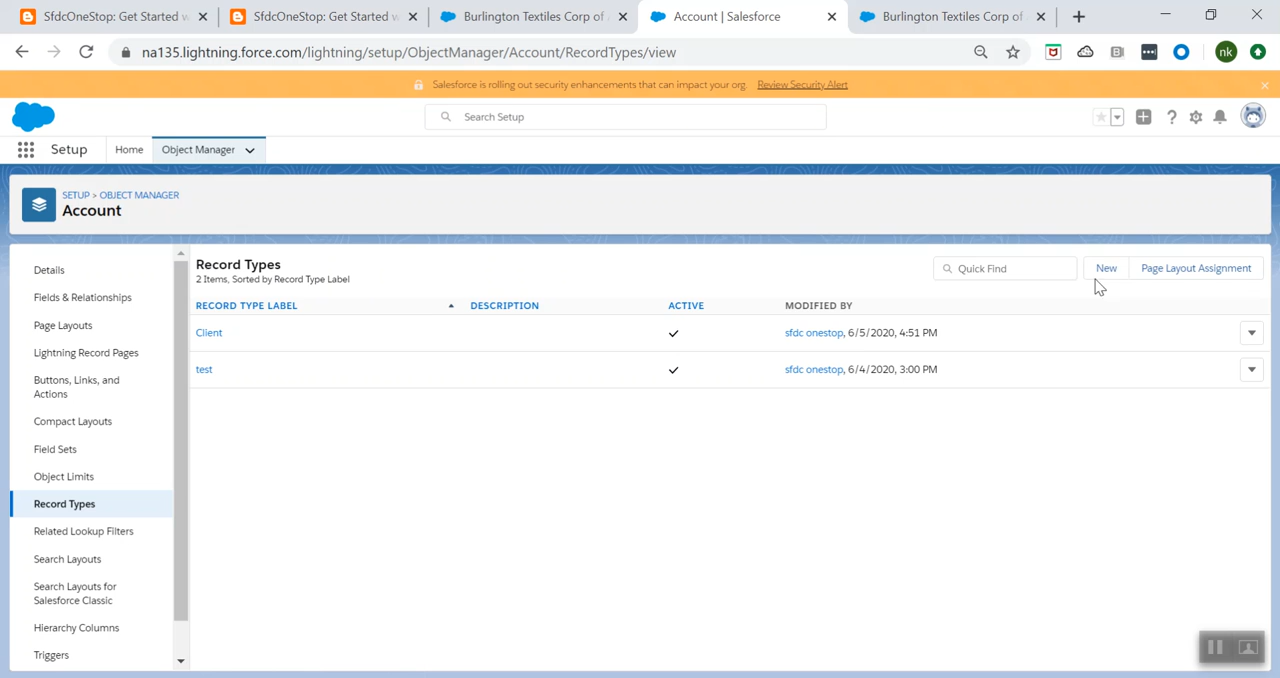 SfdcOneStop: Get Started w
SfdcOneStop: Get Started w
Burlington Textiles Corp of A
Account | Salesforce
Burlington Textiles Corp of A
na135.lightning.force.com/lightning/setup/ObjectManager/Account/RecordTypes/view
nk
Salesforce is rolling out security enhancements that can impact your org. Review Security Alert
Search Setup
Setup
Home
Object Manager
SETUP > OBJECT MANAGER
Account
Details
Fields & Relationships
Page Layouts
Lightning Record Pages
Buttons, Links, and
Actions
Compact Layouts
Field Sets
Object Limits
Record Types
Related Lookup Filters
Search Layouts
Search Layouts for
Salesforce Classic
Hierarchy Columns
Triggers
Record Types
2 Items, Sorted by Record Type Label
Quick Find
New
Page Layout Assignment
RECORD TYPE LABEL DESCRIPTION ACTIVE MODIFIED BY
Client sfdc onestop, 6/5/2020, 4:51 PM
test sfdc onestop, 6/4/2020, 3:00 PM